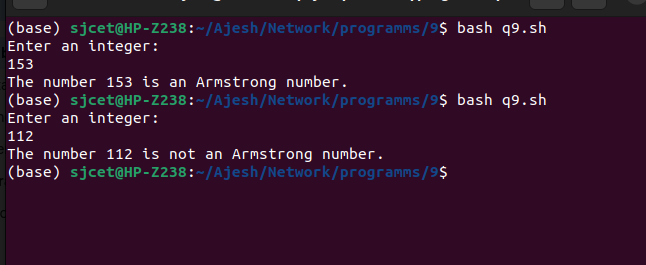 (base) sjcet@HP-Z238:~/Ajesh/Network/programms/9$ bash q9.sh
Enter an integer:
153
The number 153 is an Armstrong number.
(base) sjcet@HP-Z238:~/Ajesh/Network/programms/9$ bash q9.sh
Enter an integer:
112
The number 112 is not an Armstrong number.
(base) sjcet@HP-Z238:~/Ajesh/Network/programms/9$